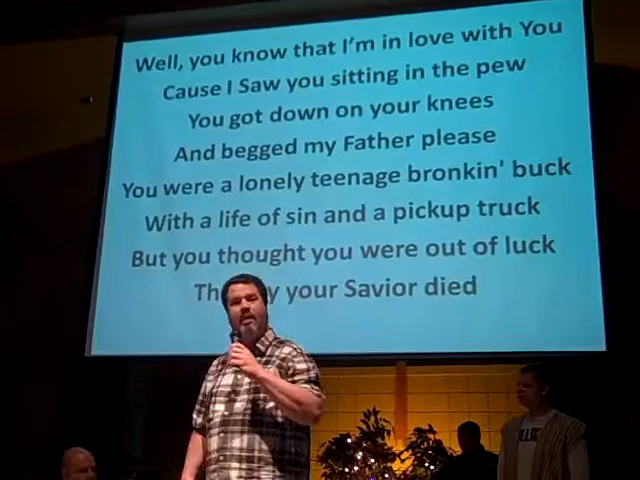 Well, you know that I'm in love with You
Cause I Saw you sitting in the pew
You got down on your knees
And begged my Father please
You were a lonely teenage bronkin' buck
With a life of sin and a pickup truck
But you thought you were out of luck
your Savior died